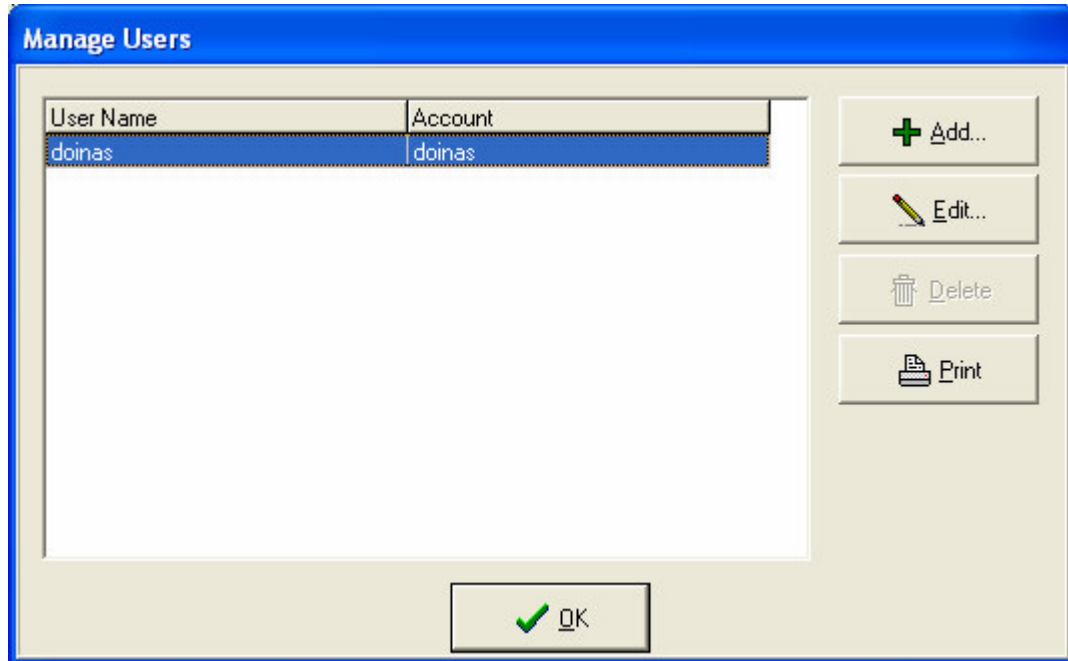 Manage Users
User Name Account
doinas doinas
Add...
Edit...
Delete
Print
OK